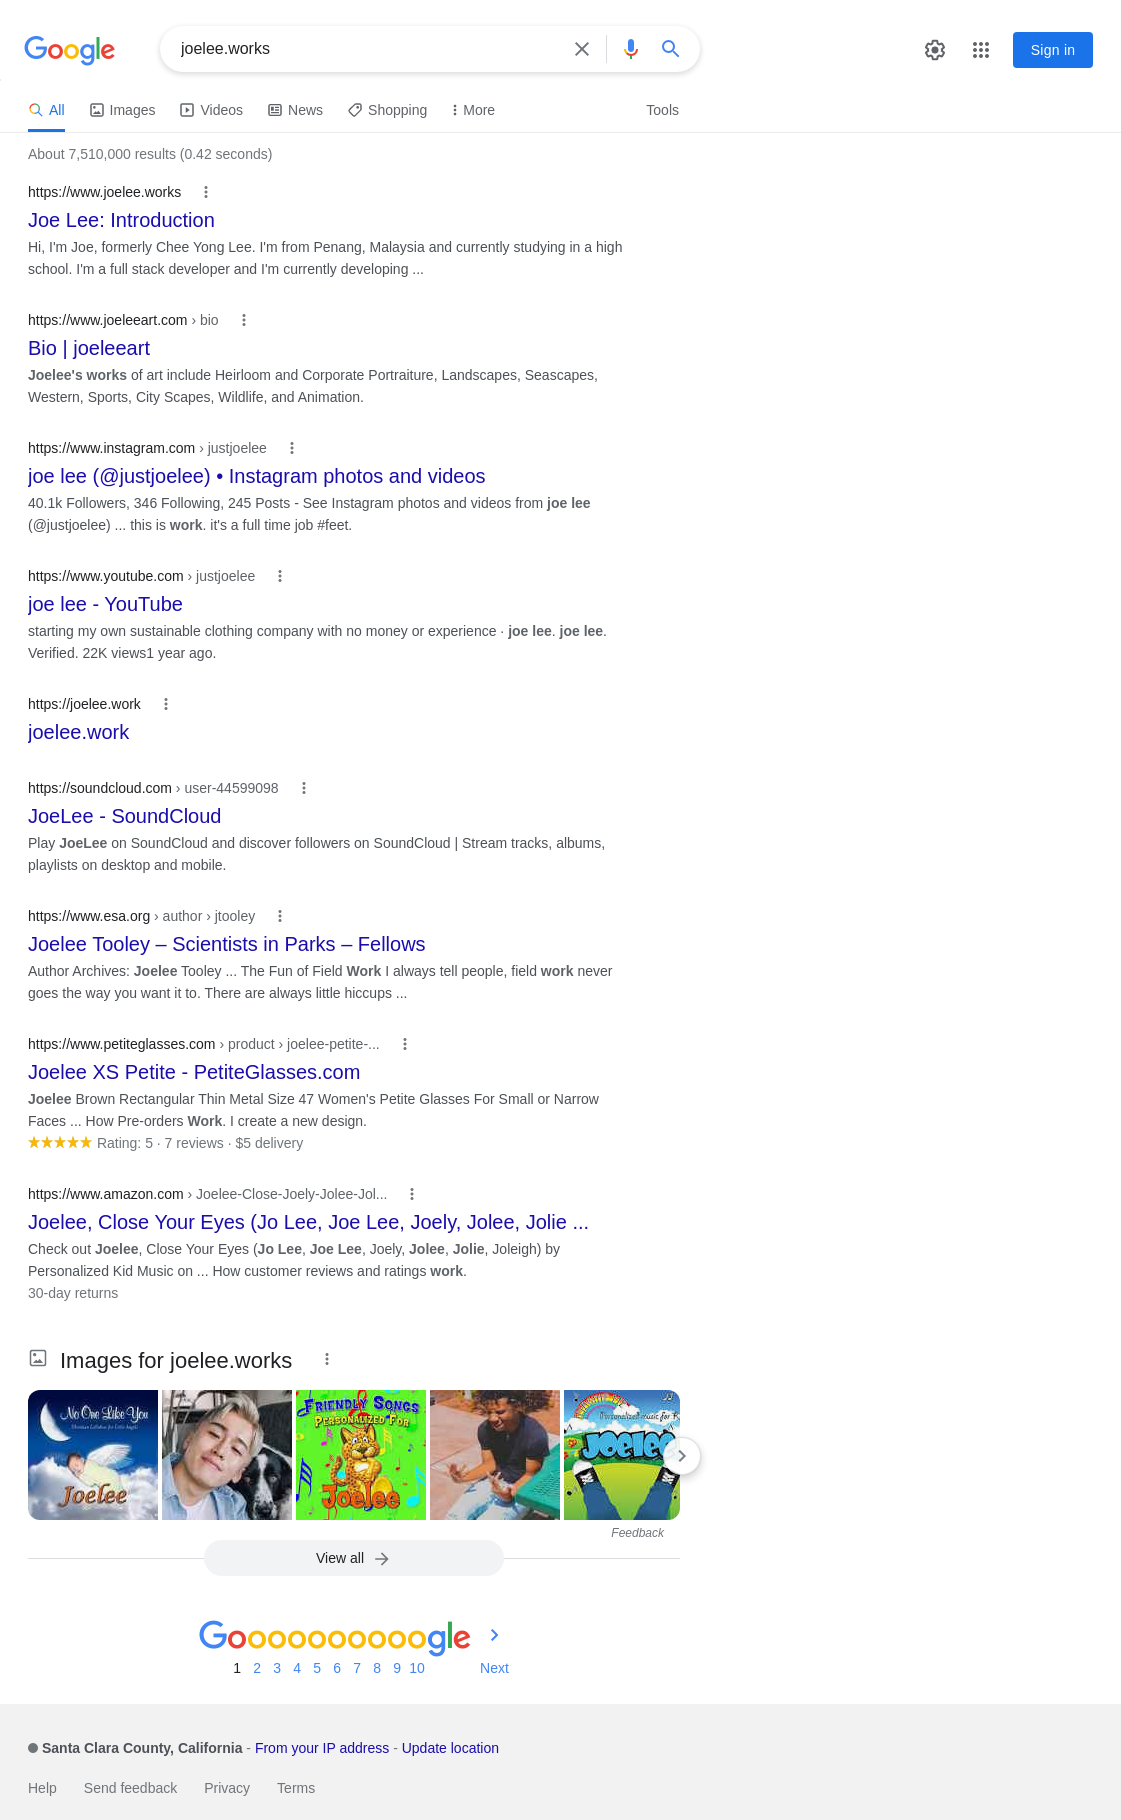 Google
joelee.works
Sign in
All
Images
Videos
News
Shopping
More
Tools
About 7,510,000 results (0.42 seconds)
https://www.joelee.works
Joe Lee: Introduction
Hi, I'm Joe, formerly Chee Yong Lee. I'm from Penang, Malaysia and currently studying in a high
school. I'm a full stack developer and I'm currently developing ...
https://www.joeleeart.com › bio
Bio | joeleeart
Joelee's works of art include Heirloom and Corporate Portraiture, Landscapes, Seascapes,
Western, Sports, City Scapes, Wildlife, and Animation.
https://www.instagram.com › justjoelee
joe lee (@justjoelee) • Instagram photos and videos
40.1k Followers, 346 Following, 245 Posts - See Instagram photos and videos from joe lee
(@justjoelee) ... this is work. it's a full time job #feet.
https://www.youtube.com › justjoelee
joe lee - YouTube
starting my own sustainable clothing company with no money or experience · joe lee. joe lee.
Verified. 22K views1 year ago.
https://joelee.work
joelee.work
https://soundcloud.com › user-44599098
JoeLee - SoundCloud
Play JoeLee on SoundCloud and discover followers on SoundCloud | Stream tracks, albums,
playlists on desktop and mobile.
https://www.esa.org › author › jtooley
Joelee Tooley – Scientists in Parks – Fellows
Author Archives: Joelee Tooley ... The Fun of Field Work I always tell people, field work never
goes the way you want it to. There are always little hiccups ...
https://www.petiteglasses.com › product › joelee-petite-...
Joelee XS Petite - PetiteGlasses.com
Joelee Brown Rectangular Thin Metal Size 47 Women's Petite Glasses For Small or Narrow
Faces ... How Pre-orders Work. I create a new design.
Rating: 5 · 7 reviews · $5 delivery
https://www.amazon.com › Joelee-Close-Joely-Jolee-Jol...
Joelee, Close Your Eyes (Jo Lee, Joe Lee, Joely, Jolee, Jolie ...
Check out Joelee, Close Your Eyes (Jo Lee, Joe Lee, Joely, Jolee, Jolie, Joleigh) by
Personalized Kid Music on ... How customer reviews and ratings work.
30-day returns
Images for joelee.works
No One Like You
Christian Lullabies for Little Angels
Joelee
FRIENDLY SONGS
PERSONALIZED FOR
Joelee
Personalized music for K
Joelee
Feedback
View all
Goooooooooogle
1 2 3 4 5 6 7 8 9 10 Next
Santa Clara County, California - From your IP address - Update location
Help Send feedback Privacy Terms